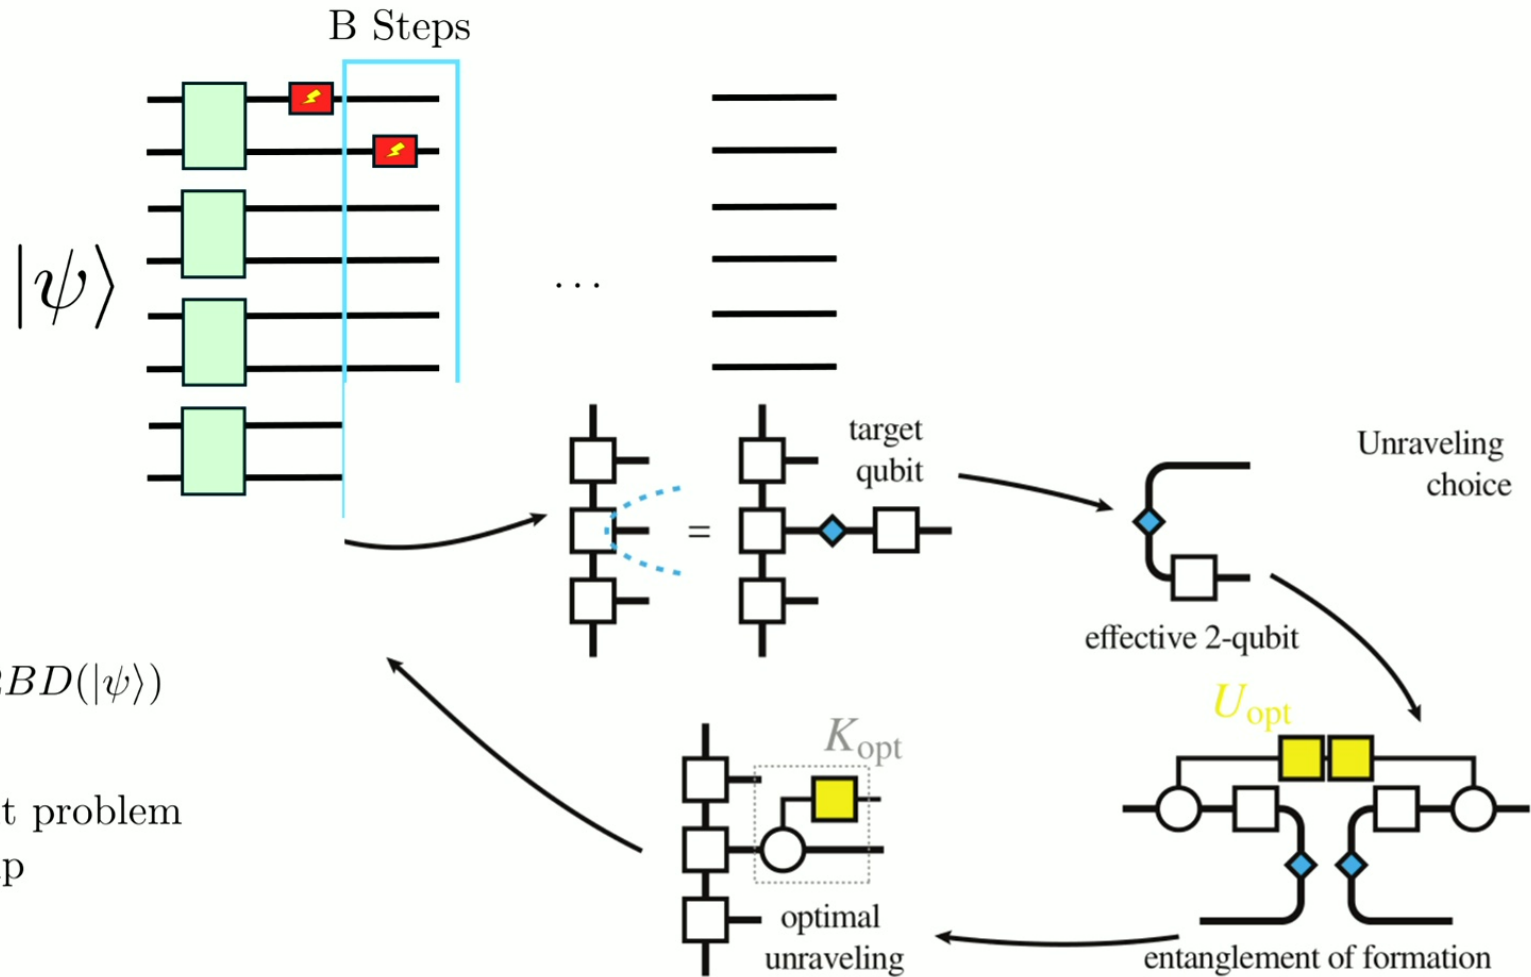 B Steps
|ψ⟩
...
target
qubit
=
Unraveling
choice
effective 2-qubit
BD(|ψ⟩)
U_opt
K_opt
t problem
optimal
unraveling
entanglement of formation